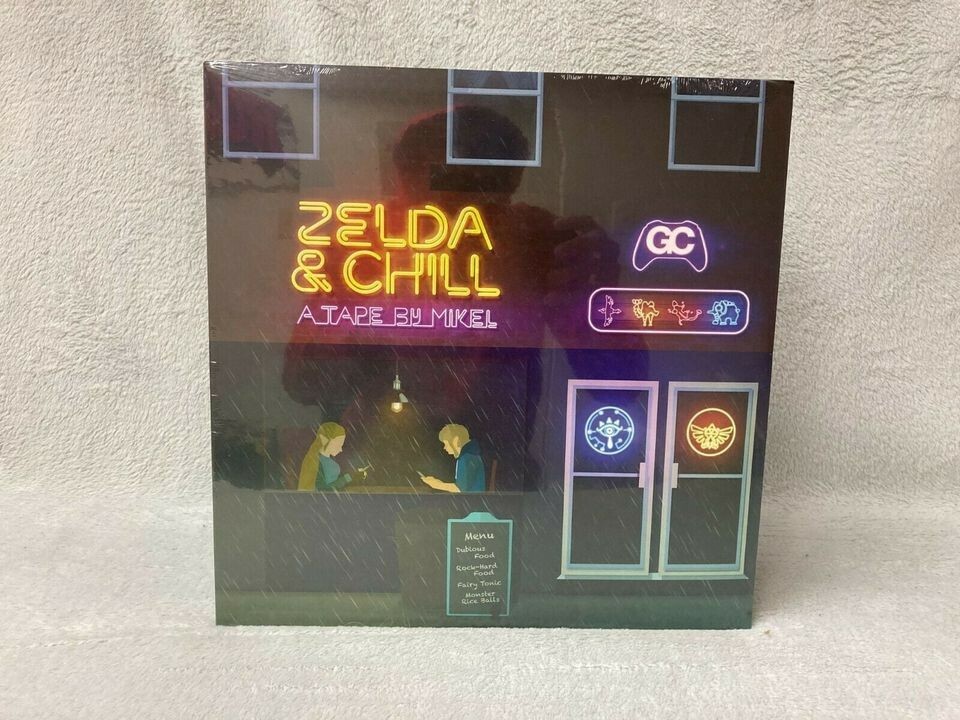 ZELDA
& CHILL
A TAPE BY MIKEL
GC
Menu
Dubious
Food
Rock-Hard
Food
Fairy Tonic
Monster
Rice Balls